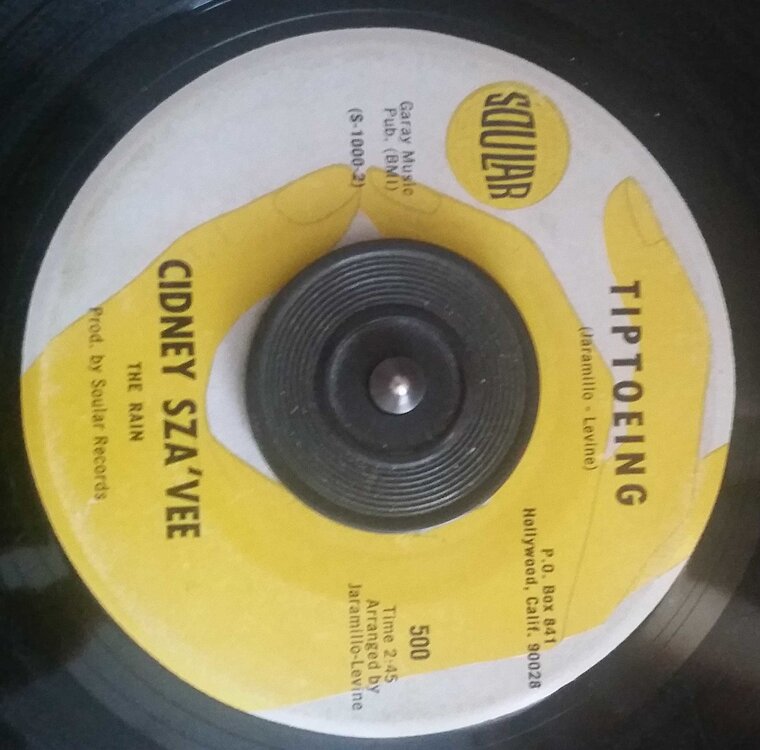 TIPTOEING
(Jaramillo - Levine)
SOULAR
P.O. Box 841
Hollywood, Calif. 90028
Garay Music
Pub. (BMI)
(S-1000-2)
500
Time 2:45
Arranged by
Jaramillo-Levine
CIDNEY SZA'VEE
THE RAIN
Prod. by Soular Records